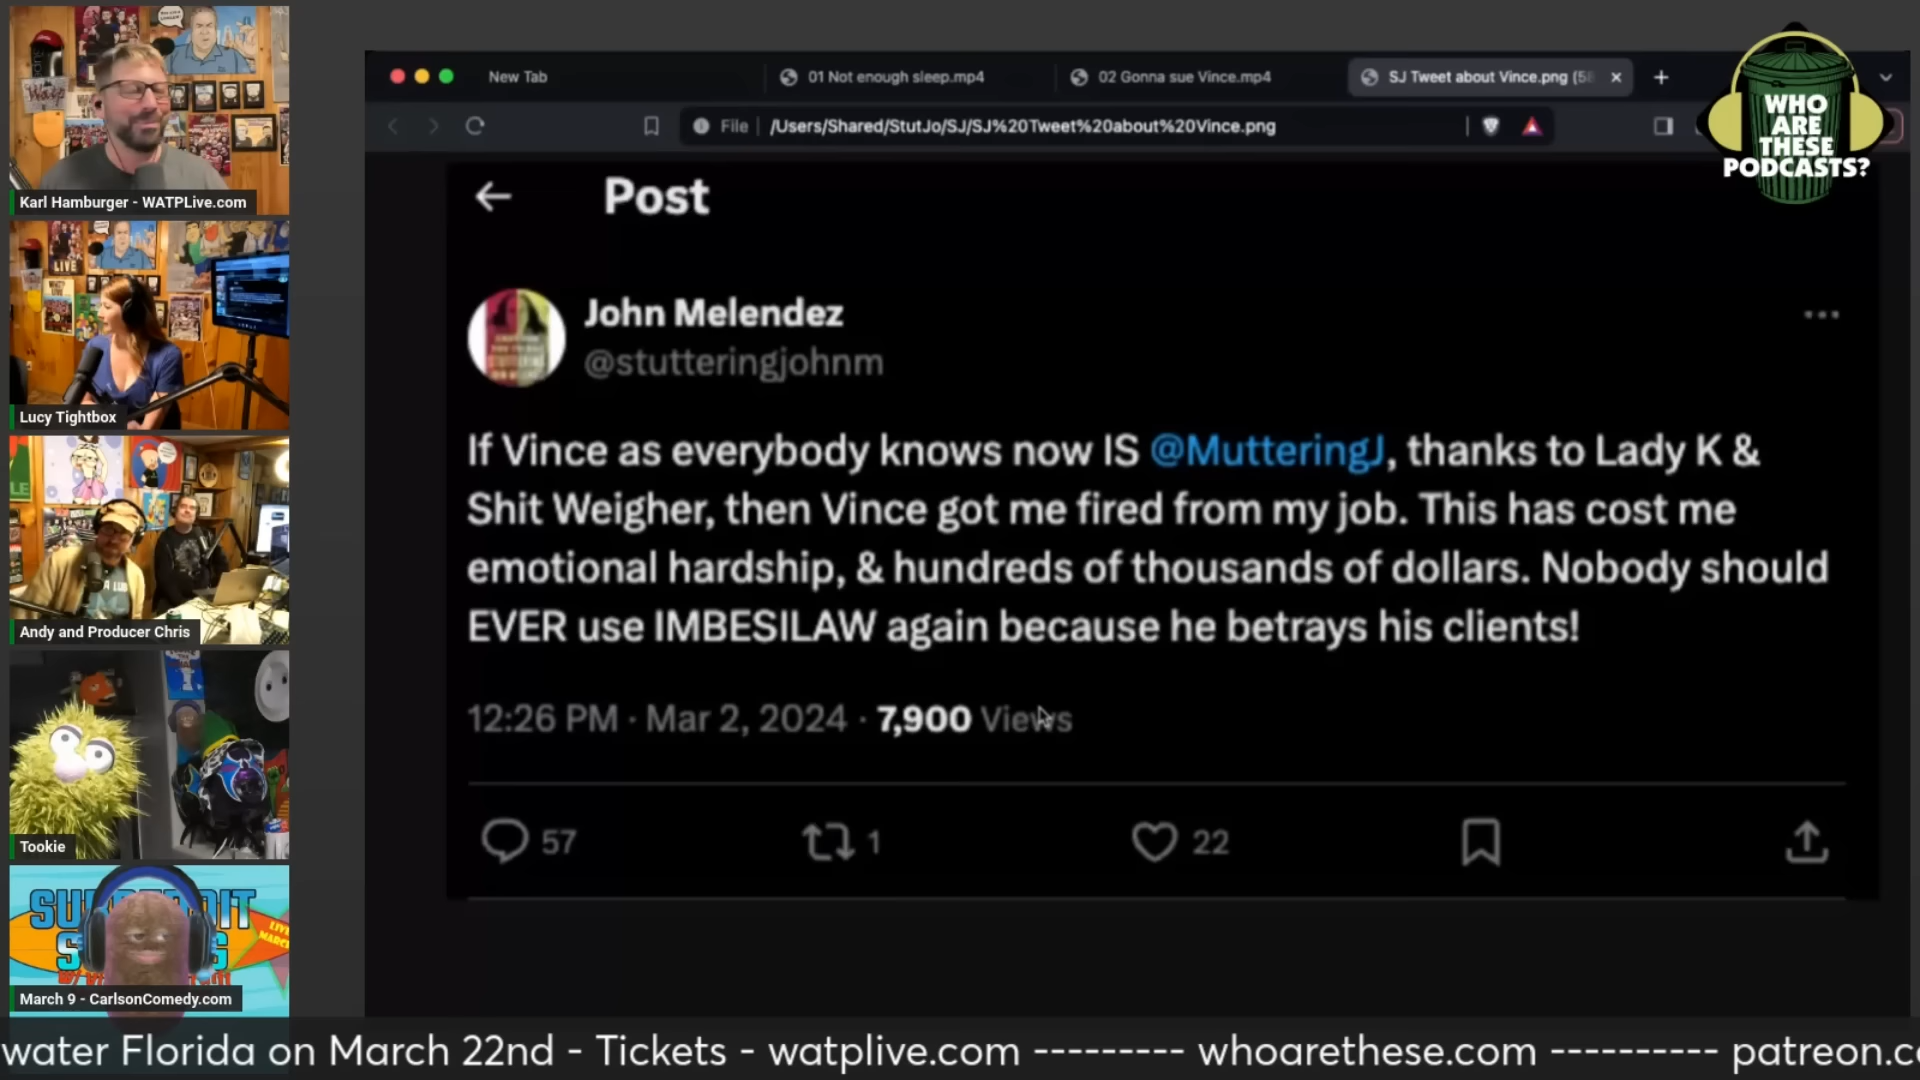 New Tab
01 Not enough sleep.mp4
02 Gonna sue Vince.mp4
SJ Tweet about Vince.png (58
File
/Users/Shared/StutJo/SJ/SJ%20Tweet%20about%20Vince.png
WHO
ARE
THESE
PODCASTS?
Post
John Melendez
@stutteringjohnm
If Vince as everybody knows now IS @MutteringJ, thanks to Lady K &
Shit Weigher, then Vince got me fired from my job. This has cost me
emotional hardship, & hundreds of thousands of dollars. Nobody should
EVER use IMBESILAW again because he betrays his clients!
12:26 PM · Mar 2, 2024 · 7,900 Views
57
1
22
Karl Hamburger - WATPLive.com
LIVE
Lucy Tightbox
Andy and Producer Chris
Tookie
LIVE
MARCH
March 9 - CarlsonComedy.com
water Florida on March 22nd - Tickets - watplive.com --------- whoarethese.com ---------- patreon.c